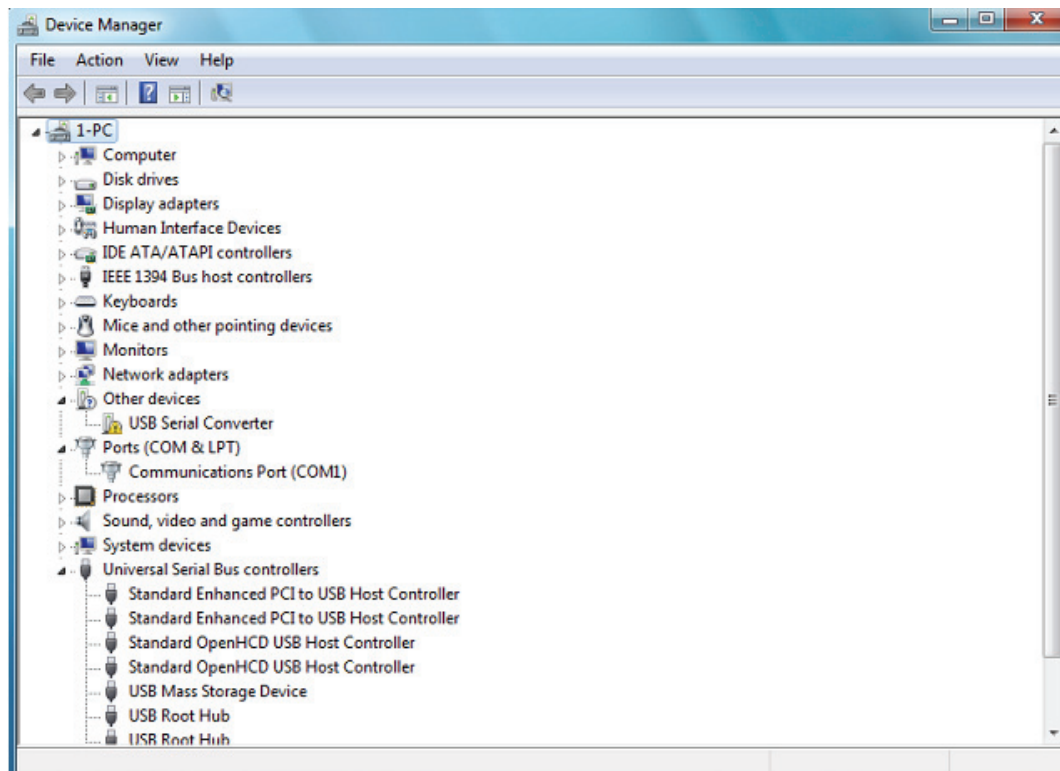 Device Manager
File Action View Help
1-PC
Computer
Disk drives
Display adapters
Human Interface Devices
IDE ATA/ATAPI controllers
IEEE 1394 Bus host controllers
Keyboards
Mice and other pointing devices
Monitors
Network adapters
Other devices
USB Serial Converter
Ports (COM & LPT)
Communications Port (COM1)
Processors
Sound, video and game controllers
System devices
Universal Serial Bus controllers
Standard Enhanced PCI to USB Host Controller
Standard Enhanced PCI to USB Host Controller
Standard OpenHCD USB Host Controller
Standard OpenHCD USB Host Controller
USB Mass Storage Device
USB Root Hub
USB Root Hub